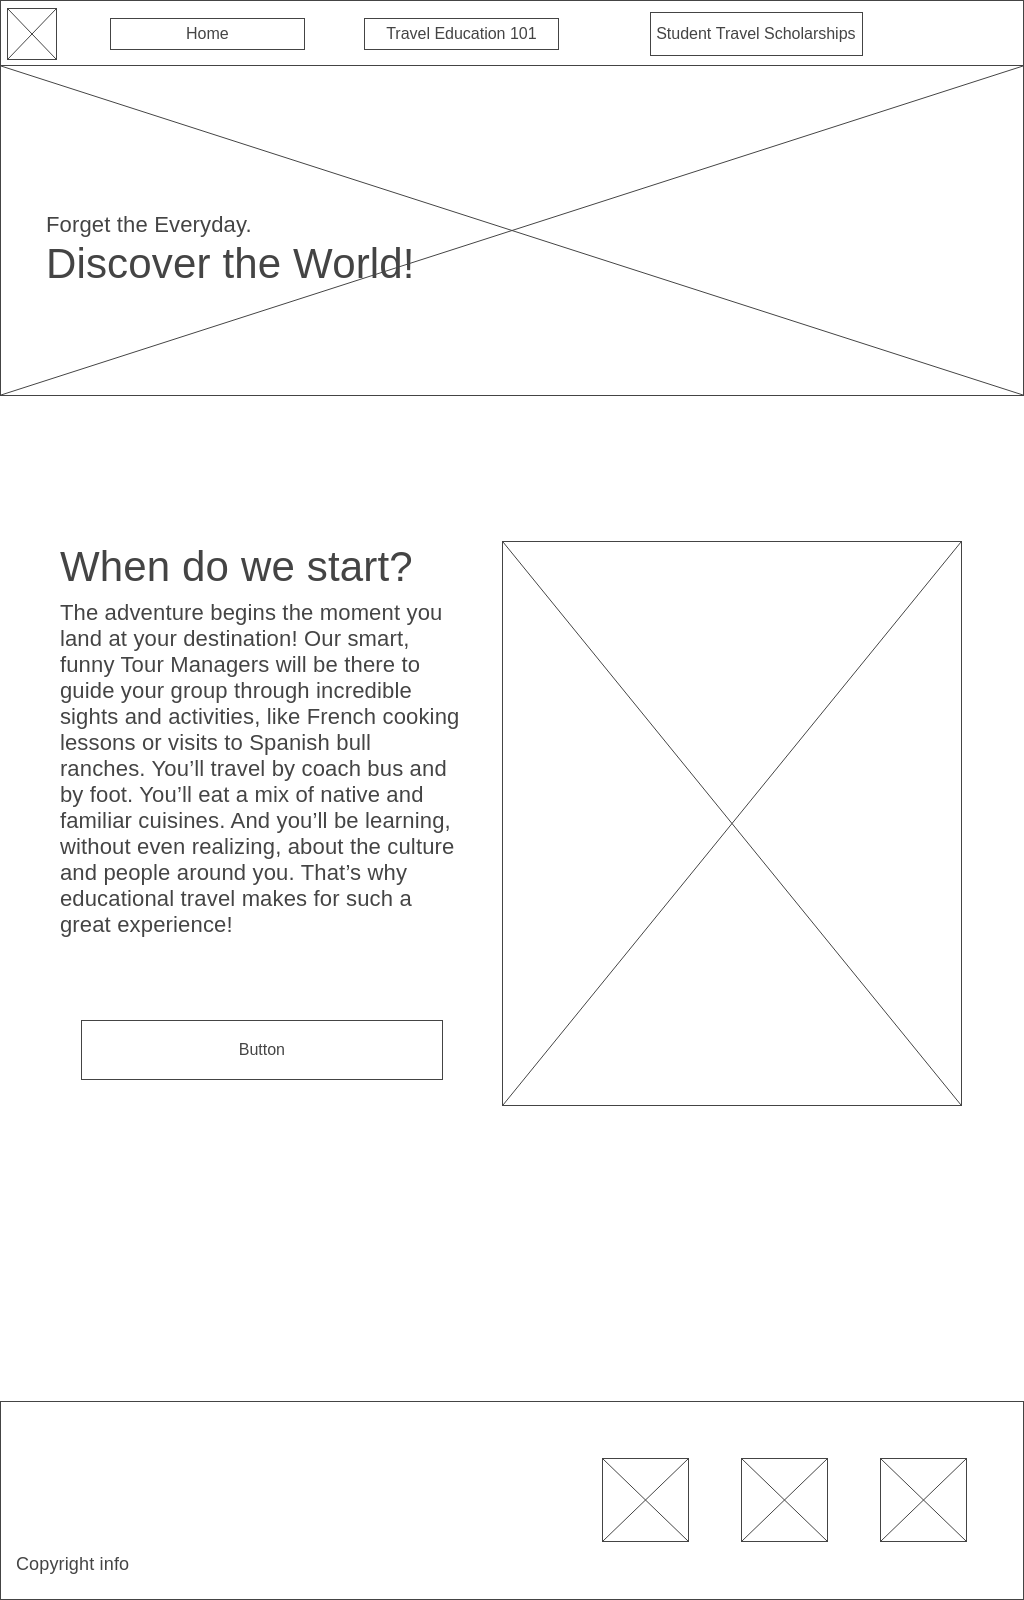 Home
Travel Education 101
Student Travel Scholarships
Forget the Everyday.
Discover the World!
When do we start?
The adventure begins the moment you
land at your destination! Our smart,
funny Tour Managers will be there to
guide your group through incredible
sights and activities, like French cooking
lessons or visits to Spanish bull
ranches. You’ll travel by coach bus and
by foot. You’ll eat a mix of native and
familiar cuisines. And you’ll be learning,
without even realizing, about the culture
and people around you. That’s why
educational travel makes for such a
great experience!
Button
Copyright info